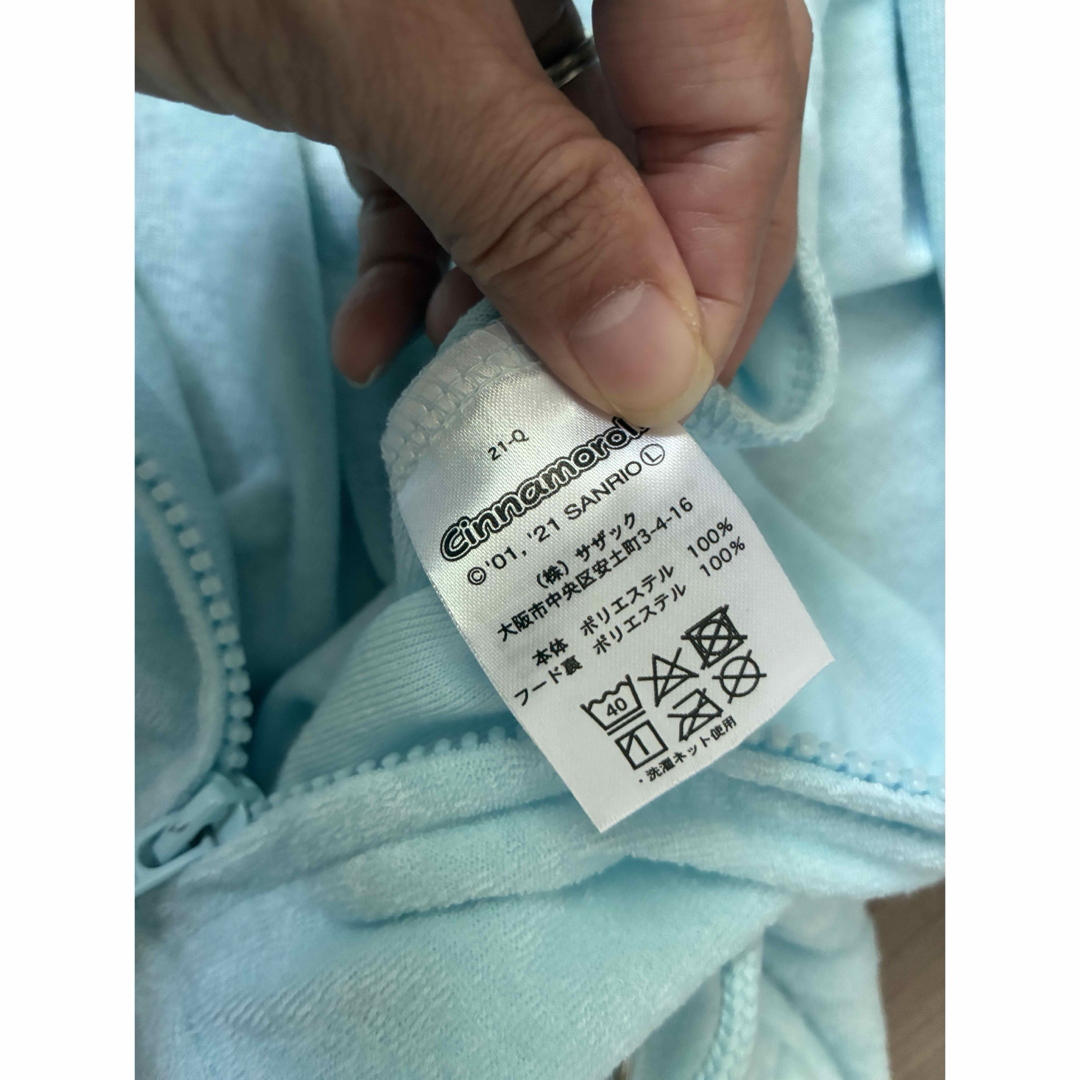 21-Q
Cinnamoroll
©'01, '21 SANRIO Ⓛ
(株) サザック
大阪市中央区安土町3-4-16
本体 ポリエステル 100%
フード裏 ポリエステル 100%
40
1
・洗濯ネット使用